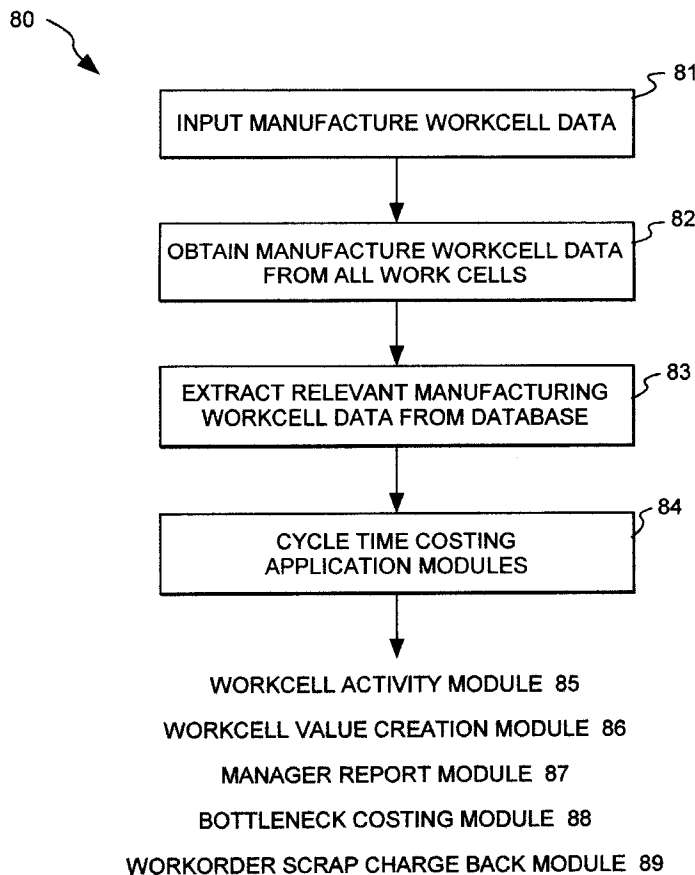 80
81
INPUT MANUFACTURE WORKCELL DATA
82
OBTAIN MANUFACTURE WORKCELL DATA
FROM ALL WORK CELLS
83
EXTRACT RELEVANT MANUFACTURING
WORKCELL DATA FROM DATABASE
84
CYCLE TIME COSTING
APPLICATION MODULES
WORKCELL ACTIVITY MODULE 85
WORKCELL VALUE CREATION MODULE 86
MANAGER REPORT MODULE 87
BOTTLENECK COSTING MODULE 88
WORKORDER SCRAP CHARGE BACK MODULE 89